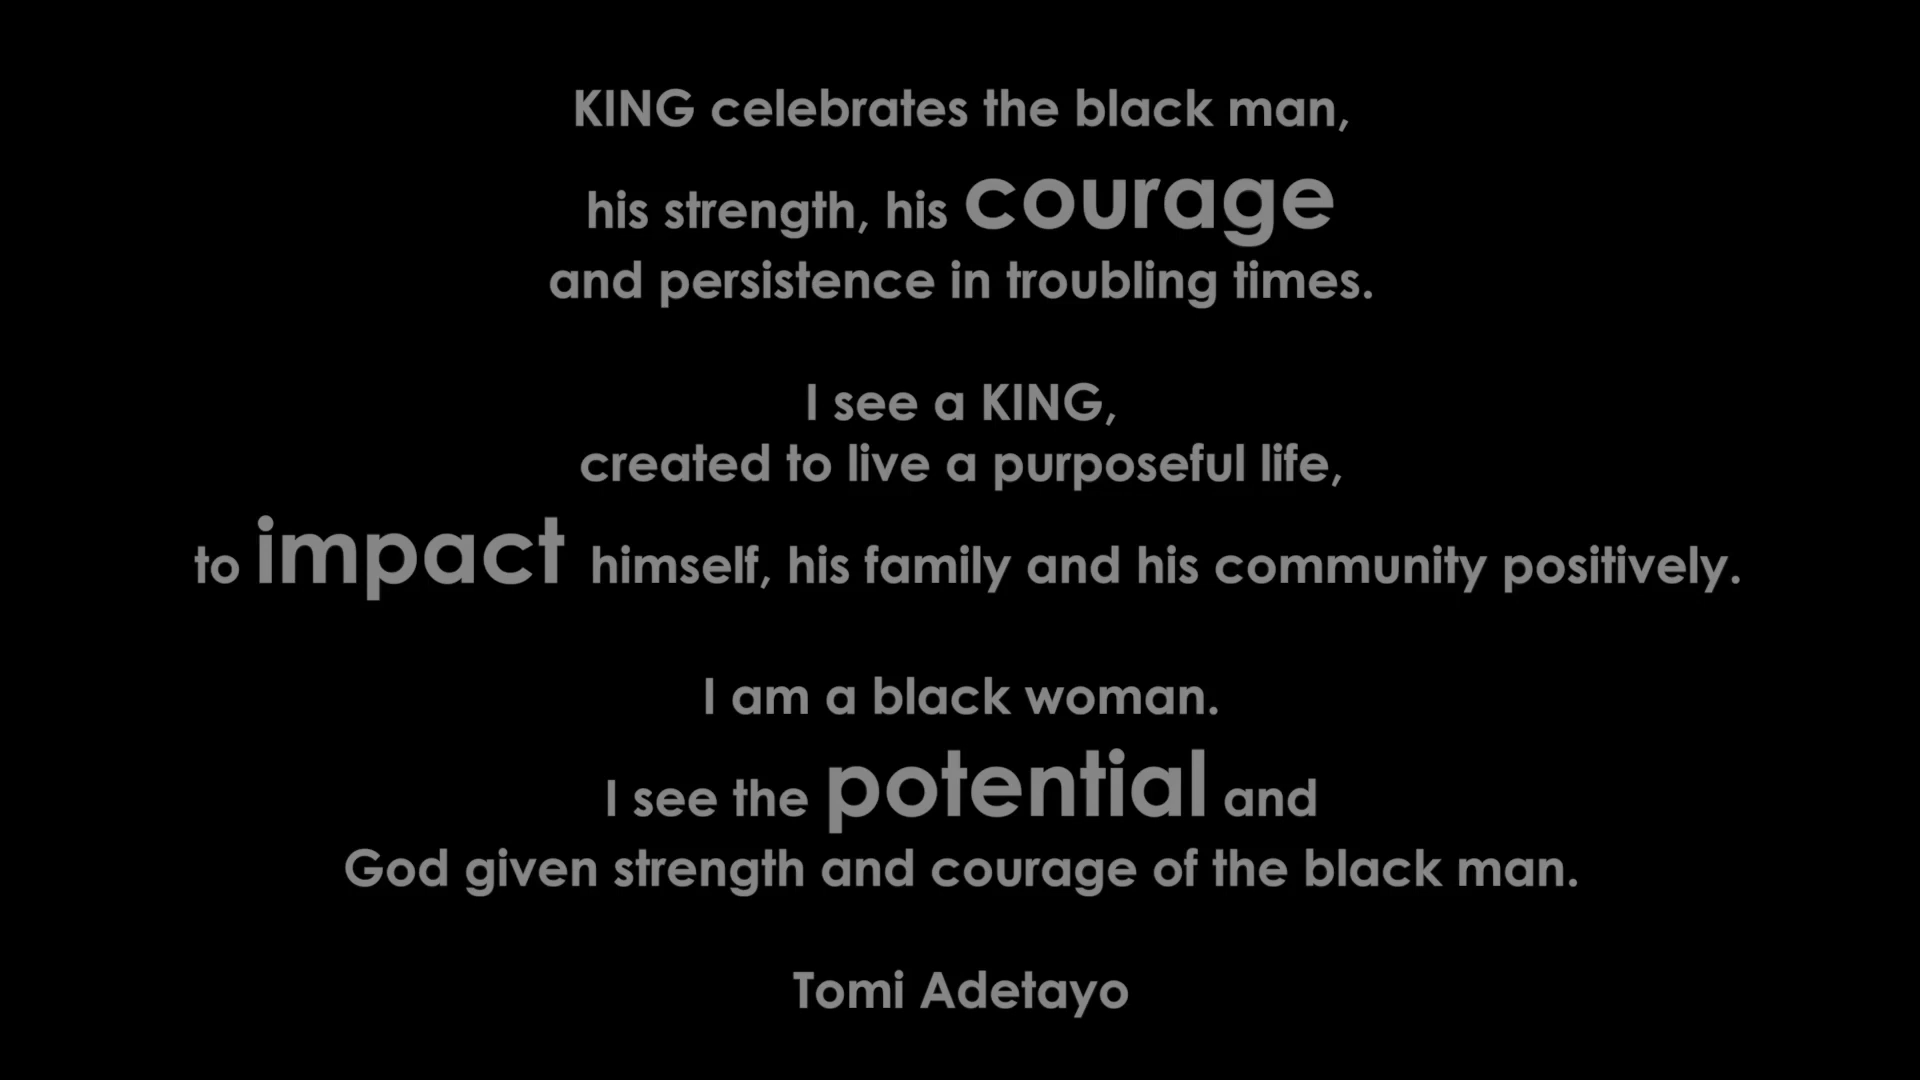 KING celebrates the black man,
his strength, his courage
and persistence in troubling times.
I see a KING,
created to live a purposeful life,
to impact himself, his family and his community positively.
I am a black woman.
I see the potential and
God given strength and courage of the black man.
Tomi Adetayo